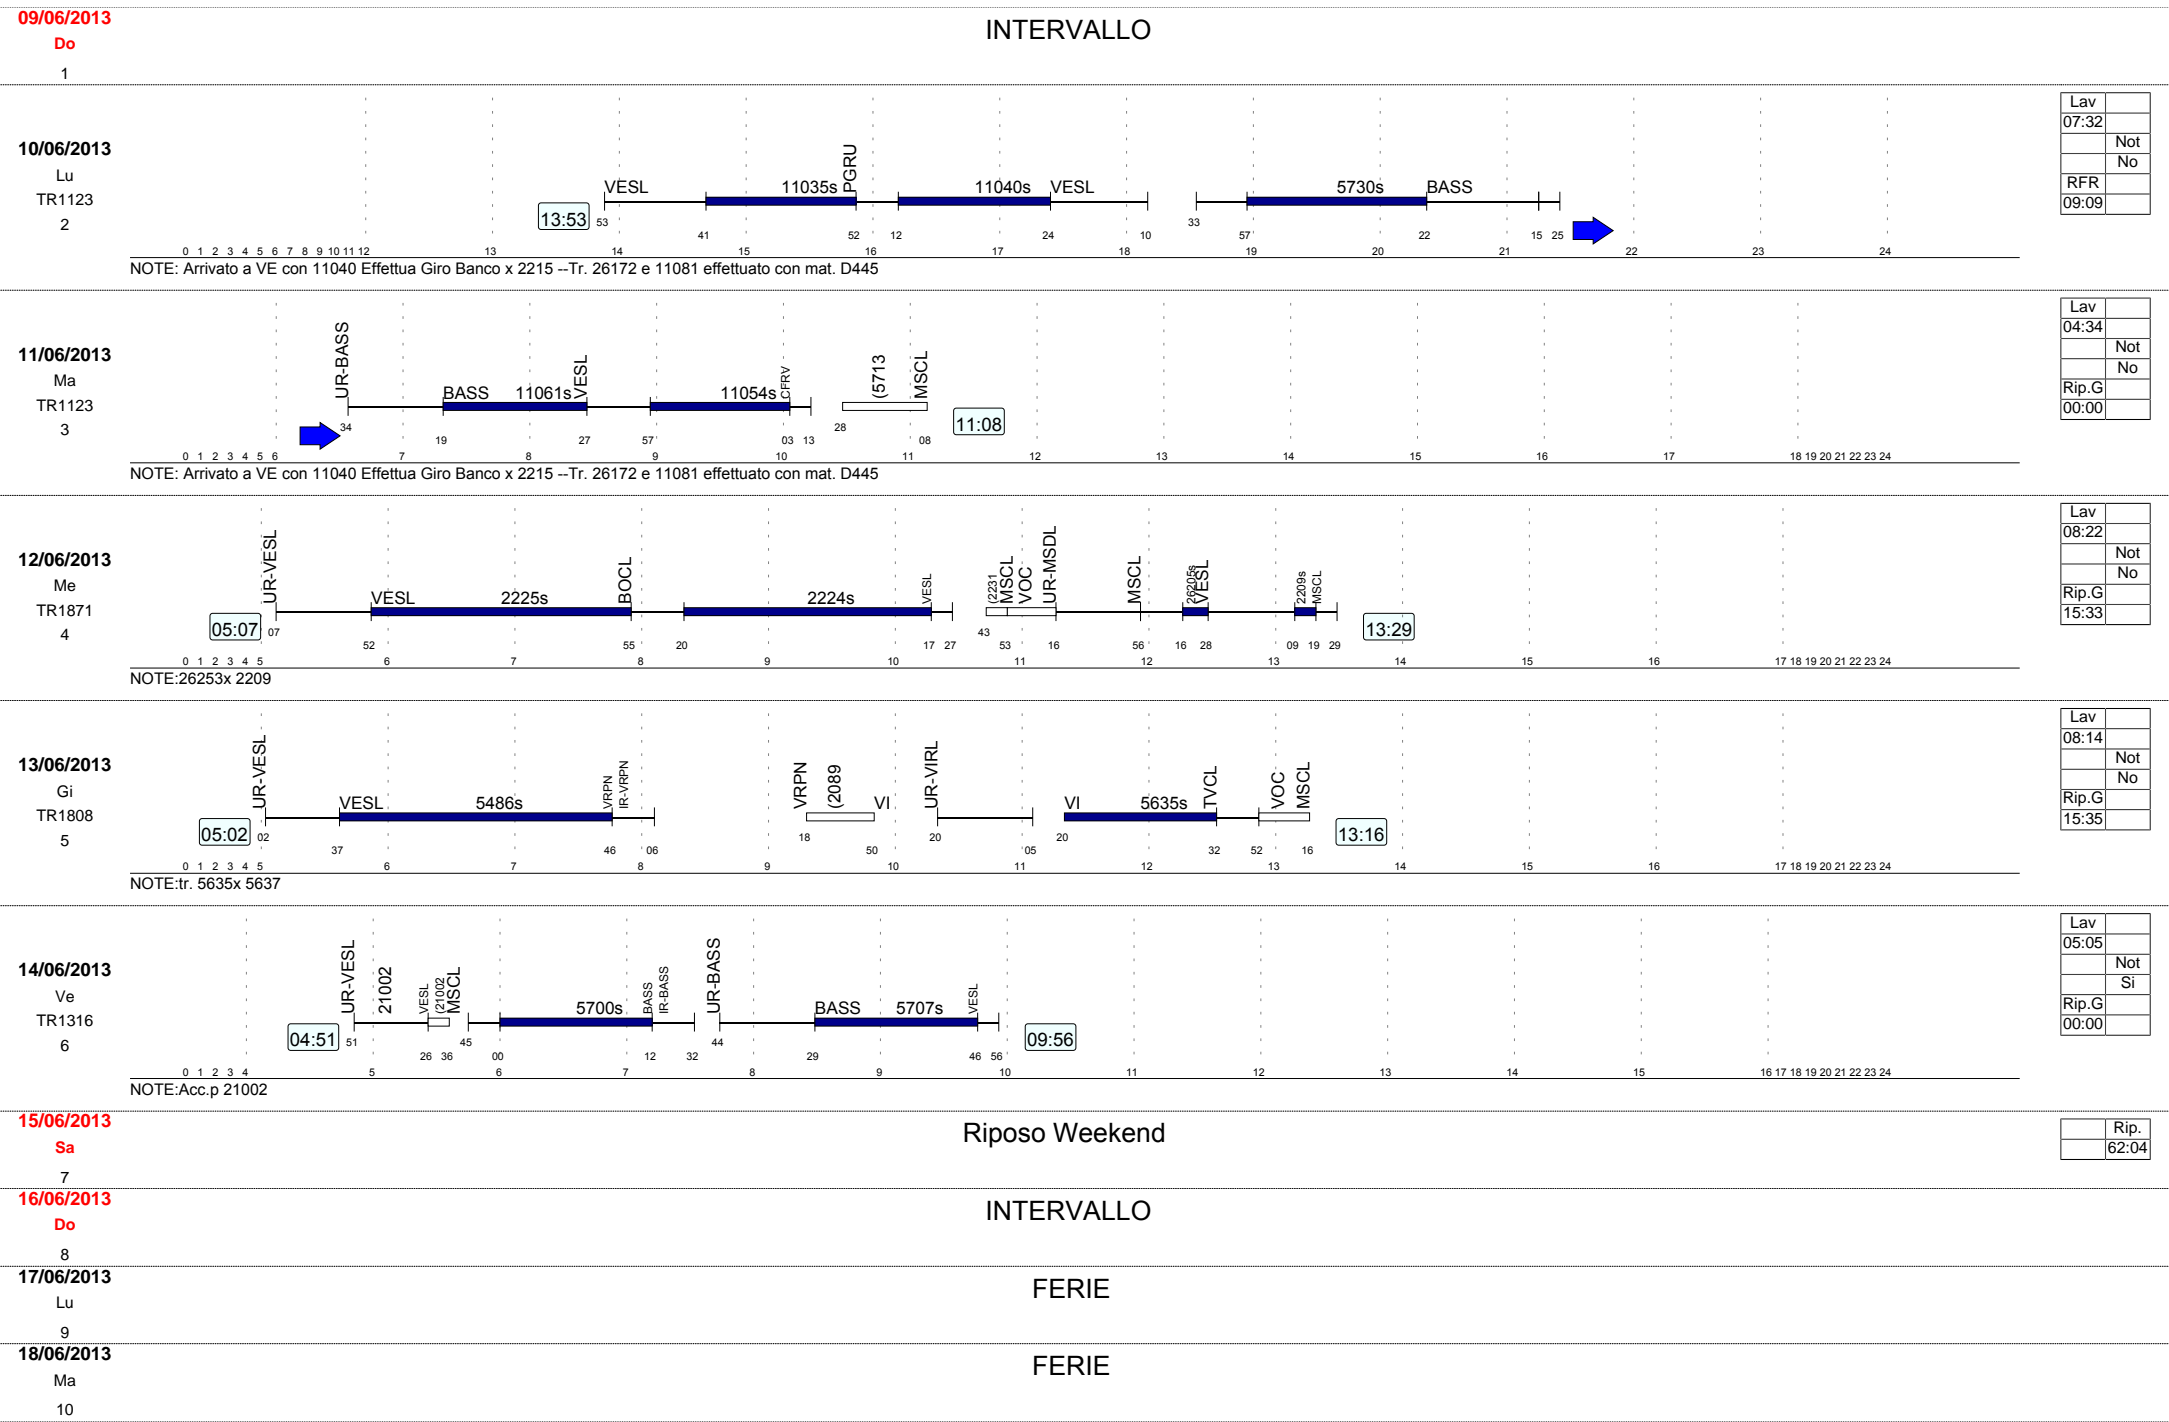 09/06/2013
Do
1
INTERVALLO
10/06/2013
Lu
TR1123
2
13:53
VESL 11035s PGRU 11040s VESL 5730s BASS
53 41 52 12 24 10 33 57 22 15 25
0 1 2 3 4 5 6 7 8 9 10 11 12 13 14 15 16 17 18 19 20 21 22 23 24
NOTE: Arrivato a VE con 11040 Effettua Giro Banco x 2215 --Tr. 26172 e 11081 effettuato con mat. D445
Lav
07:32
Not
No
RFR
09:09
11/06/2013
Ma
TR1123
3
UR-BASS BASS 11061s VESL 11054s CFRV (5713 MSCL
34 19 27 57 03 13 28 08
11:08
0 1 2 3 4 5 6 7 8 9 10 11 12 13 14 15 16 17 18 19 20 21 22 23 24
NOTE: Arrivato a VE con 11040 Effettua Giro Banco x 2215 --Tr. 26172 e 11081 effettuato con mat. D445
Lav
04:34
Not
No
Rip.G
00:00
12/06/2013
Me
TR1871
4
05:07
UR-VESL VESL 2225s BOCL 2224s VESL (2231 MSCL VOC UR-MSDL MSCL 26205s VESL 2209s MSCL
07 52 55 20 17 27 43 53 16 56 16 28 09 19 29
13:29
0 1 2 3 4 5 6 7 8 9 10 11 12 13 14 15 16 17 18 19 20 21 22 23 24
NOTE:26253x 2209
Lav
08:22
Not
No
Rip.G
15:33
13/06/2013
Gi
TR1808
5
05:02
UR-VESL VESL 5486s VRPN IR-VRPN VRPN (2089 VI UR-VIRL VI 5635s TVCL VOC MSCL
02 37 46 06 18 50 20 05 20 32 52 16
13:16
0 1 2 3 4 5 6 7 8 9 10 11 12 13 14 15 16 17 18 19 20 21 22 23 24
NOTE:tr. 5635x 5637
Lav
08:14
Not
No
Rip.G
15:35
14/06/2013
Ve
TR1316
6
04:51
UR-VESL 21002 VESL (21002 MSCL 5700s BASS IR-BASS UR-BASS BASS 5707s VESL
51 26 36 45 00 12 32 44 29 46 56
09:56
0 1 2 3 4 5 6 7 8 9 10 11 12 13 14 15 16 17 18 19 20 21 22 23 24
NOTE:Acc.p 21002
Lav
05:05
Not
Si
Rip.G
00:00
15/06/2013
Sa
7
Riposo Weekend
Rip.
62:04
16/06/2013
Do
8
INTERVALLO
17/06/2013
Lu
9
FERIE
18/06/2013
Ma
10
FERIE